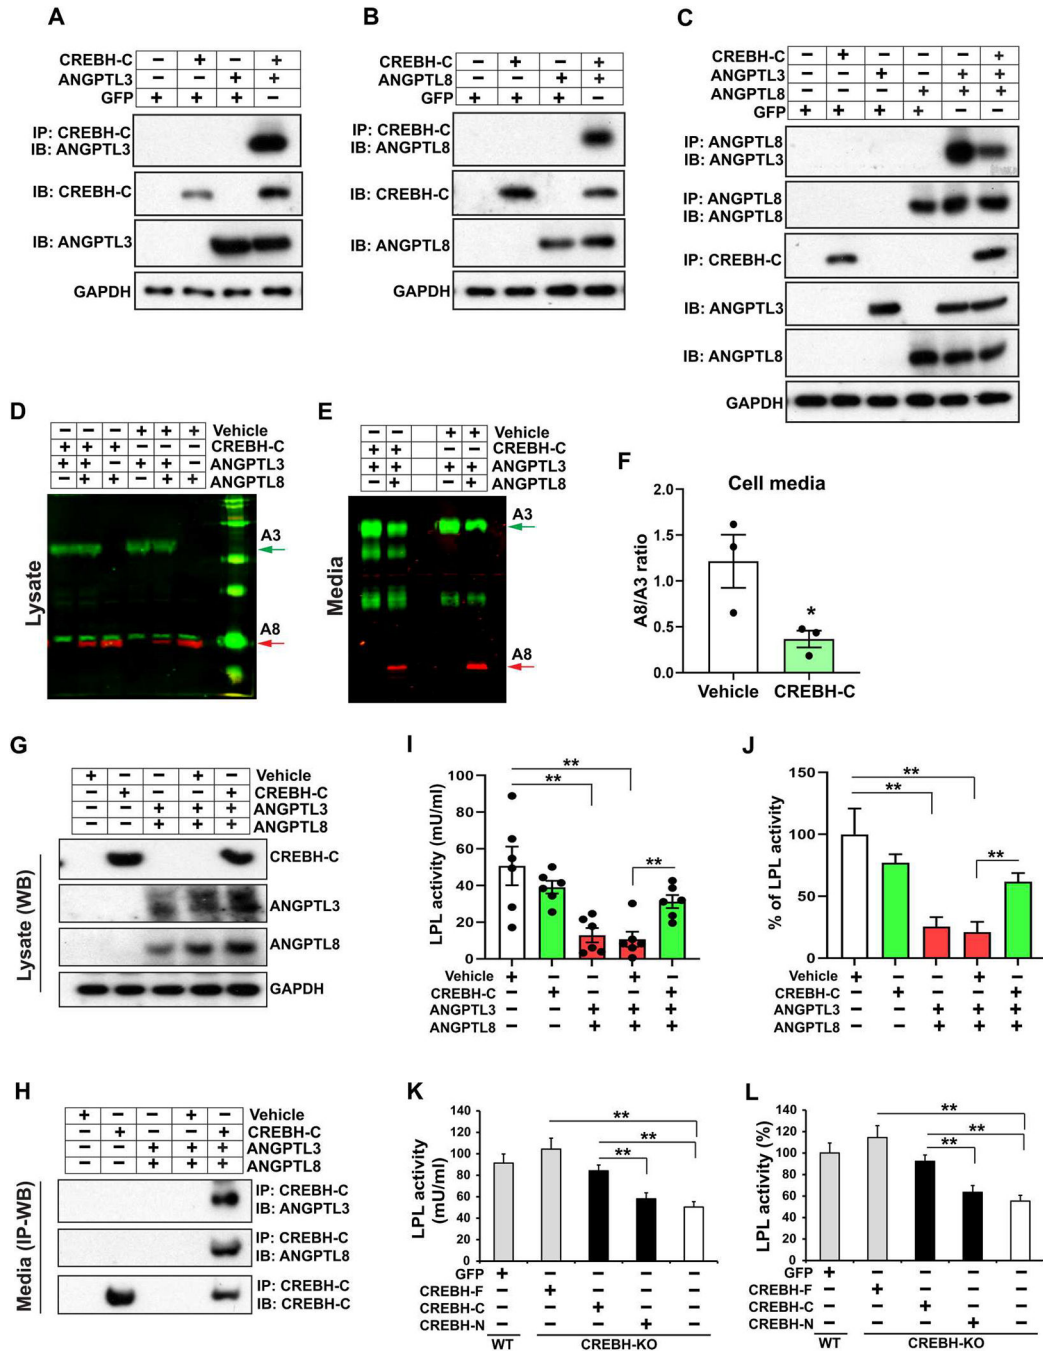 A
CREBH-C − + − +
ANGPTL3 − − + +
GFP + + + −
IP: CREBH-C
IB: ANGPTL3
IB: CREBH-C
IB: ANGPTL3
GAPDH
B
CREBH-C − + − +
ANGPTL8 − − + +
GFP + + + −
IP: CREBH-C
IB: ANGPTL8
IB: CREBH-C
IB: ANGPTL8
GAPDH
C
CREBH-C − + − − − +
ANGPTL3 − − + − + +
ANGPTL8 − − − + + +
GFP + + + + − −
IP: ANGPTL8
IB: ANGPTL3
IP: ANGPTL8
IB: ANGPTL8
IP: CREBH-C
IB: ANGPTL3
IB: ANGPTL8
GAPDH
D
− − − + + + Vehicle
+ + + − − − CREBH-C
+ + − + + − ANGPTL3
− + + − + + ANGPTL8
Lysate
A3
A8
E
− − + + Vehicle
+ + − − CREBH-C
+ + + + ANGPTL3
− + − + ANGPTL8
Media
A3
A8
F
Cell media
A8/A3 ratio
2.0
1.5
1.0
0.5
0.0
*
Vehicle CREBH-C
G
+ − − + − Vehicle
− + − − + CREBH-C
− − + + + ANGPTL3
− − + + + ANGPTL8
Lysate (WB)
CREBH-C
ANGPTL3
ANGPTL8
GAPDH
H
+ − − + − Vehicle
− + − − + CREBH-C
− − + + + ANGPTL3
− − + + + ANGPTL8
Media (IP-WB)
IP: CREBH-C
IB: ANGPTL3
IP: CREBH-C
IB: ANGPTL8
IP: CREBH-C
IB: CREBH-C
I
LPL activity (mU/ml)
100
80
60
40
20
0
**
**
**
Vehicle + − − + −
CREBH-C − + − − +
ANGPTL3 − − + + +
ANGPTL8 − − + + +
J
% of LPL activity
150
100
50
0
**
**
**
Vehicle + − − + −
CREBH-C − + − − +
ANGPTL3 − − + + +
ANGPTL8 − − + + +
K
LPL activity
(mU/ml)
140
120
100
80
60
40
20
0
**
**
**
GFP + − − − −
CREBH-F − + − − −
CREBH-C − − + − −
CREBH-N − − − + −
WT CREBH-KO
L
LPL activity (%)
140
120
100
80
60
40
20
0
**
**
**
GFP + − − − −
CREBH-F − + − − −
CREBH-C − − + − −
CREBH-N − − − + −
WT CREBH-KO